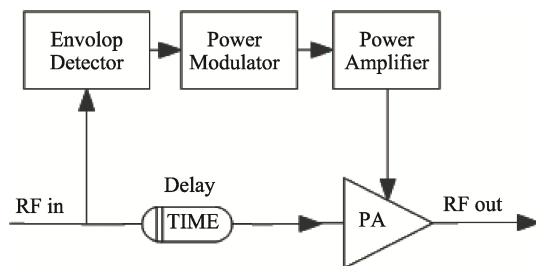 Envolop
Detector
Power
Modulator
Power
Amplifier
RF in
Delay
TIME
PA
RF out